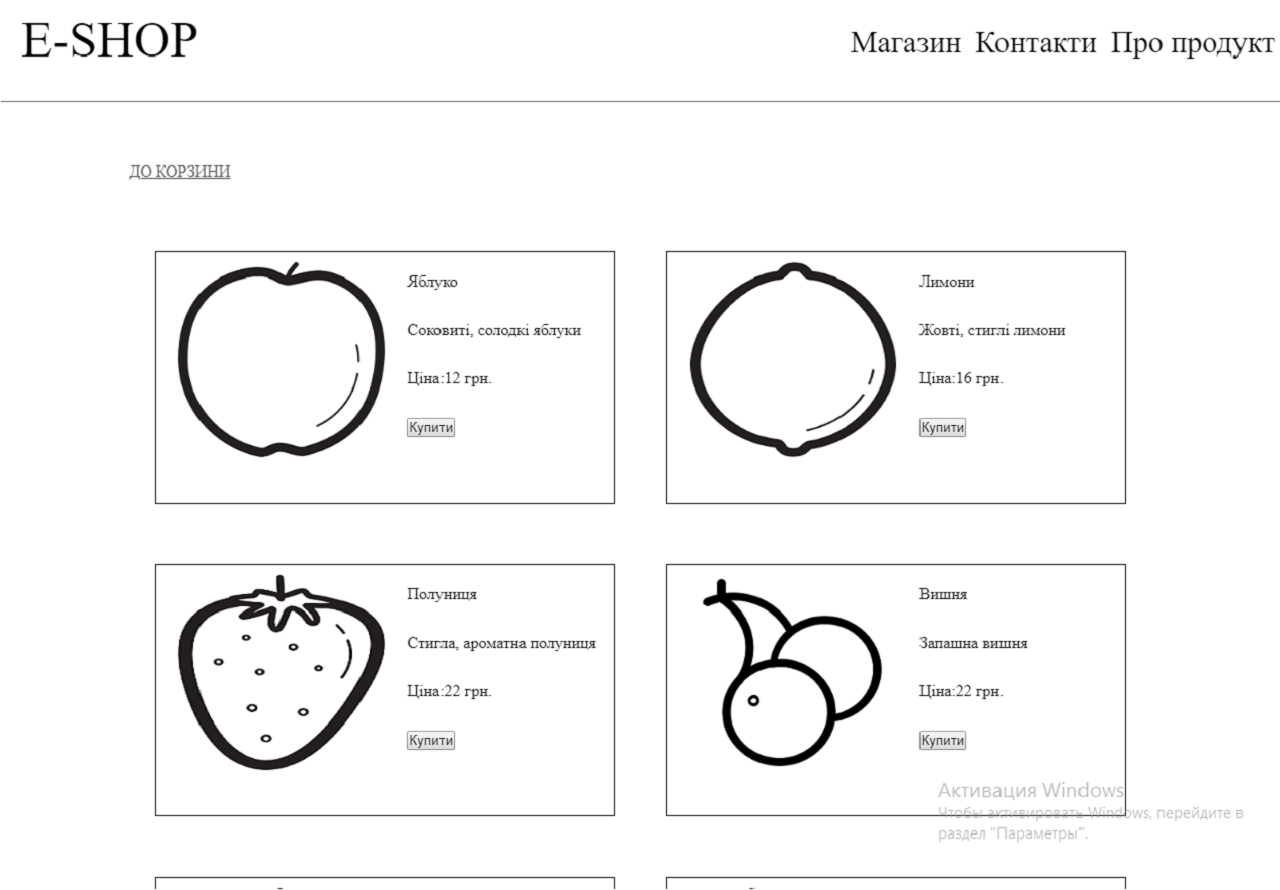 E-SHOP
Магазин Контакти Про продукт
ДО КОРЗИНИ
Яблуко
Соковиті, солодкі яблуки
Ціна:12 грн.
Купити
Лимони
Жовті, стиглі лимони
Ціна:16 грн.
Купити
Полуниця
Стигла, ароматна полуниця
Ціна:22 грн.
Купити
Вишня
Запашна вишня
Ціна:22 грн.
Купити
Активация Windows
Чтобы активировать Windows, перейдите в
раздел "Параметры".